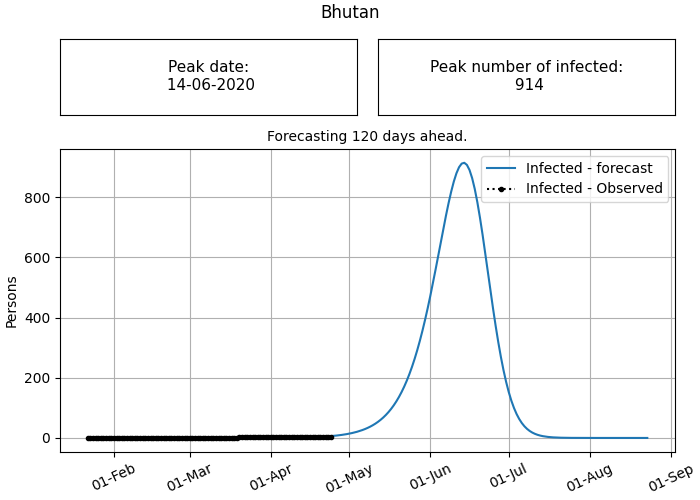 Bhutan
Peak date:
14-06-2020
Peak number of infected:
914
Forecasting 120 days ahead.
Infected - forecast
Infected - Observed
Persons
800
600
400
200
0
01-Feb
01-Mar
01-Apr
01-May
01-Jun
01-Jul
01-Aug
01-Sep